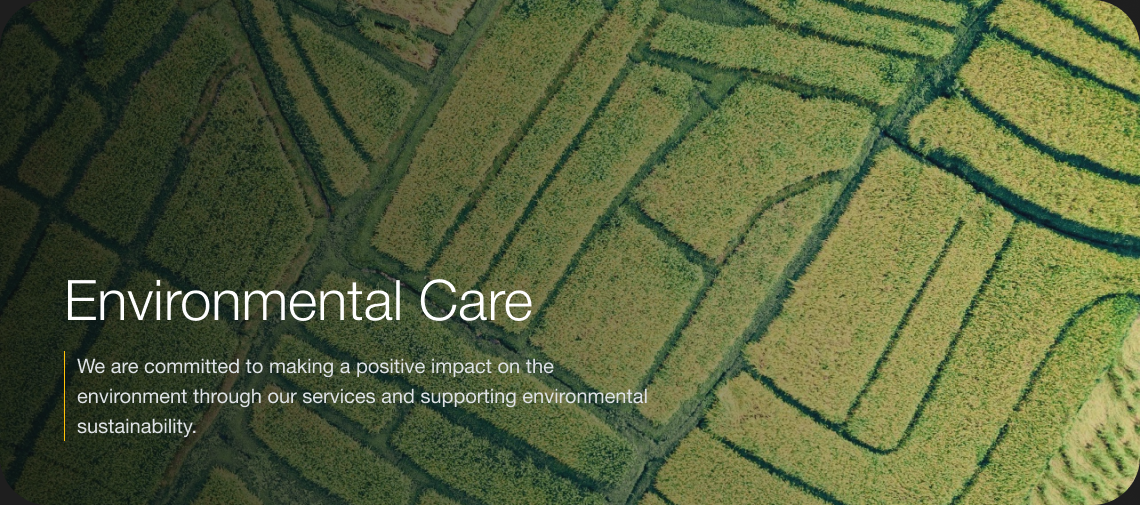 Environmental Care
We are committed to making a positive impact on the
environment through our services and supporting environmental
sustainability.